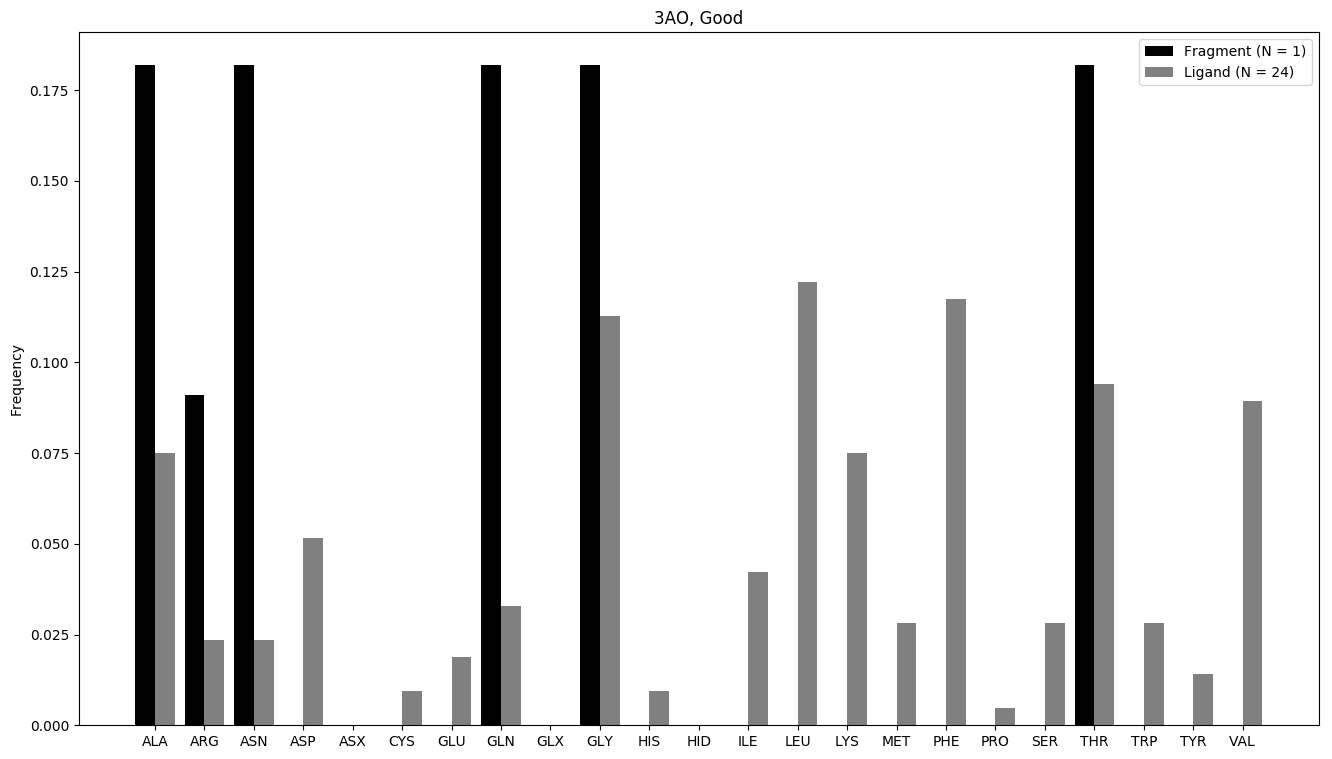 3AO, Good
Fragment (N = 1)
Ligand (N = 24)
Frequency
0.175
0.150
0.125
0.100
0.075
0.050
0.025
0.000
ALA ARG ASN ASP ASX CYS GLU GLN GLX GLY HIS HID ILE LEU LYS MET PHE PRO SER THR TRP TYR VAL